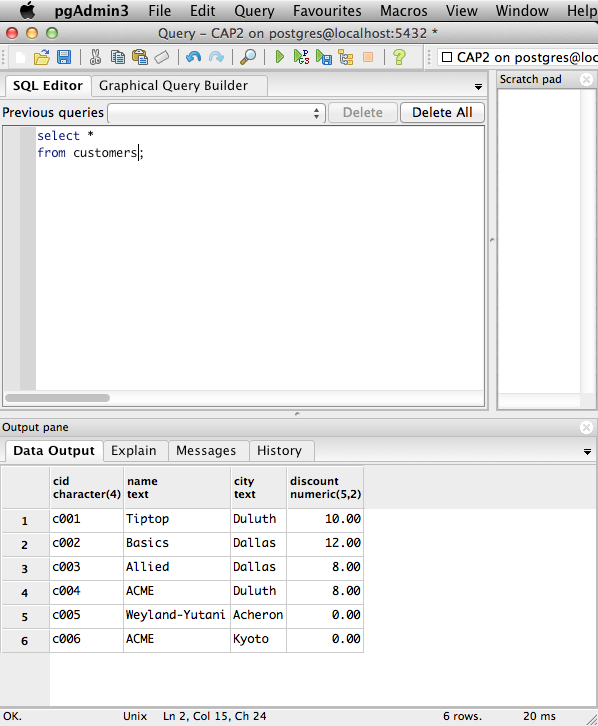 pgAdmin3 File Edit Query Favourites Macros View Window Help
Query – CAP2 on postgres@localhost:5432 *
CAP2 on postgres@loc
SQL Editor Graphical Query Builder
Scratch pad
Previous queries Delete Delete All
select *
from customers;
Output pane
Data Output Explain Messages History
cid name city discount
character(4) text text numeric(5,2)
1 c001 Tiptop Duluth 10.00
2 c002 Basics Dallas 12.00
3 c003 Allied Dallas 8.00
4 c004 ACME Duluth 8.00
5 c005 Weyland-Yutani Acheron 0.00
6 c006 ACME Kyoto 0.00
OK. Unix Ln 2, Col 15, Ch 24 6 rows. 20 ms